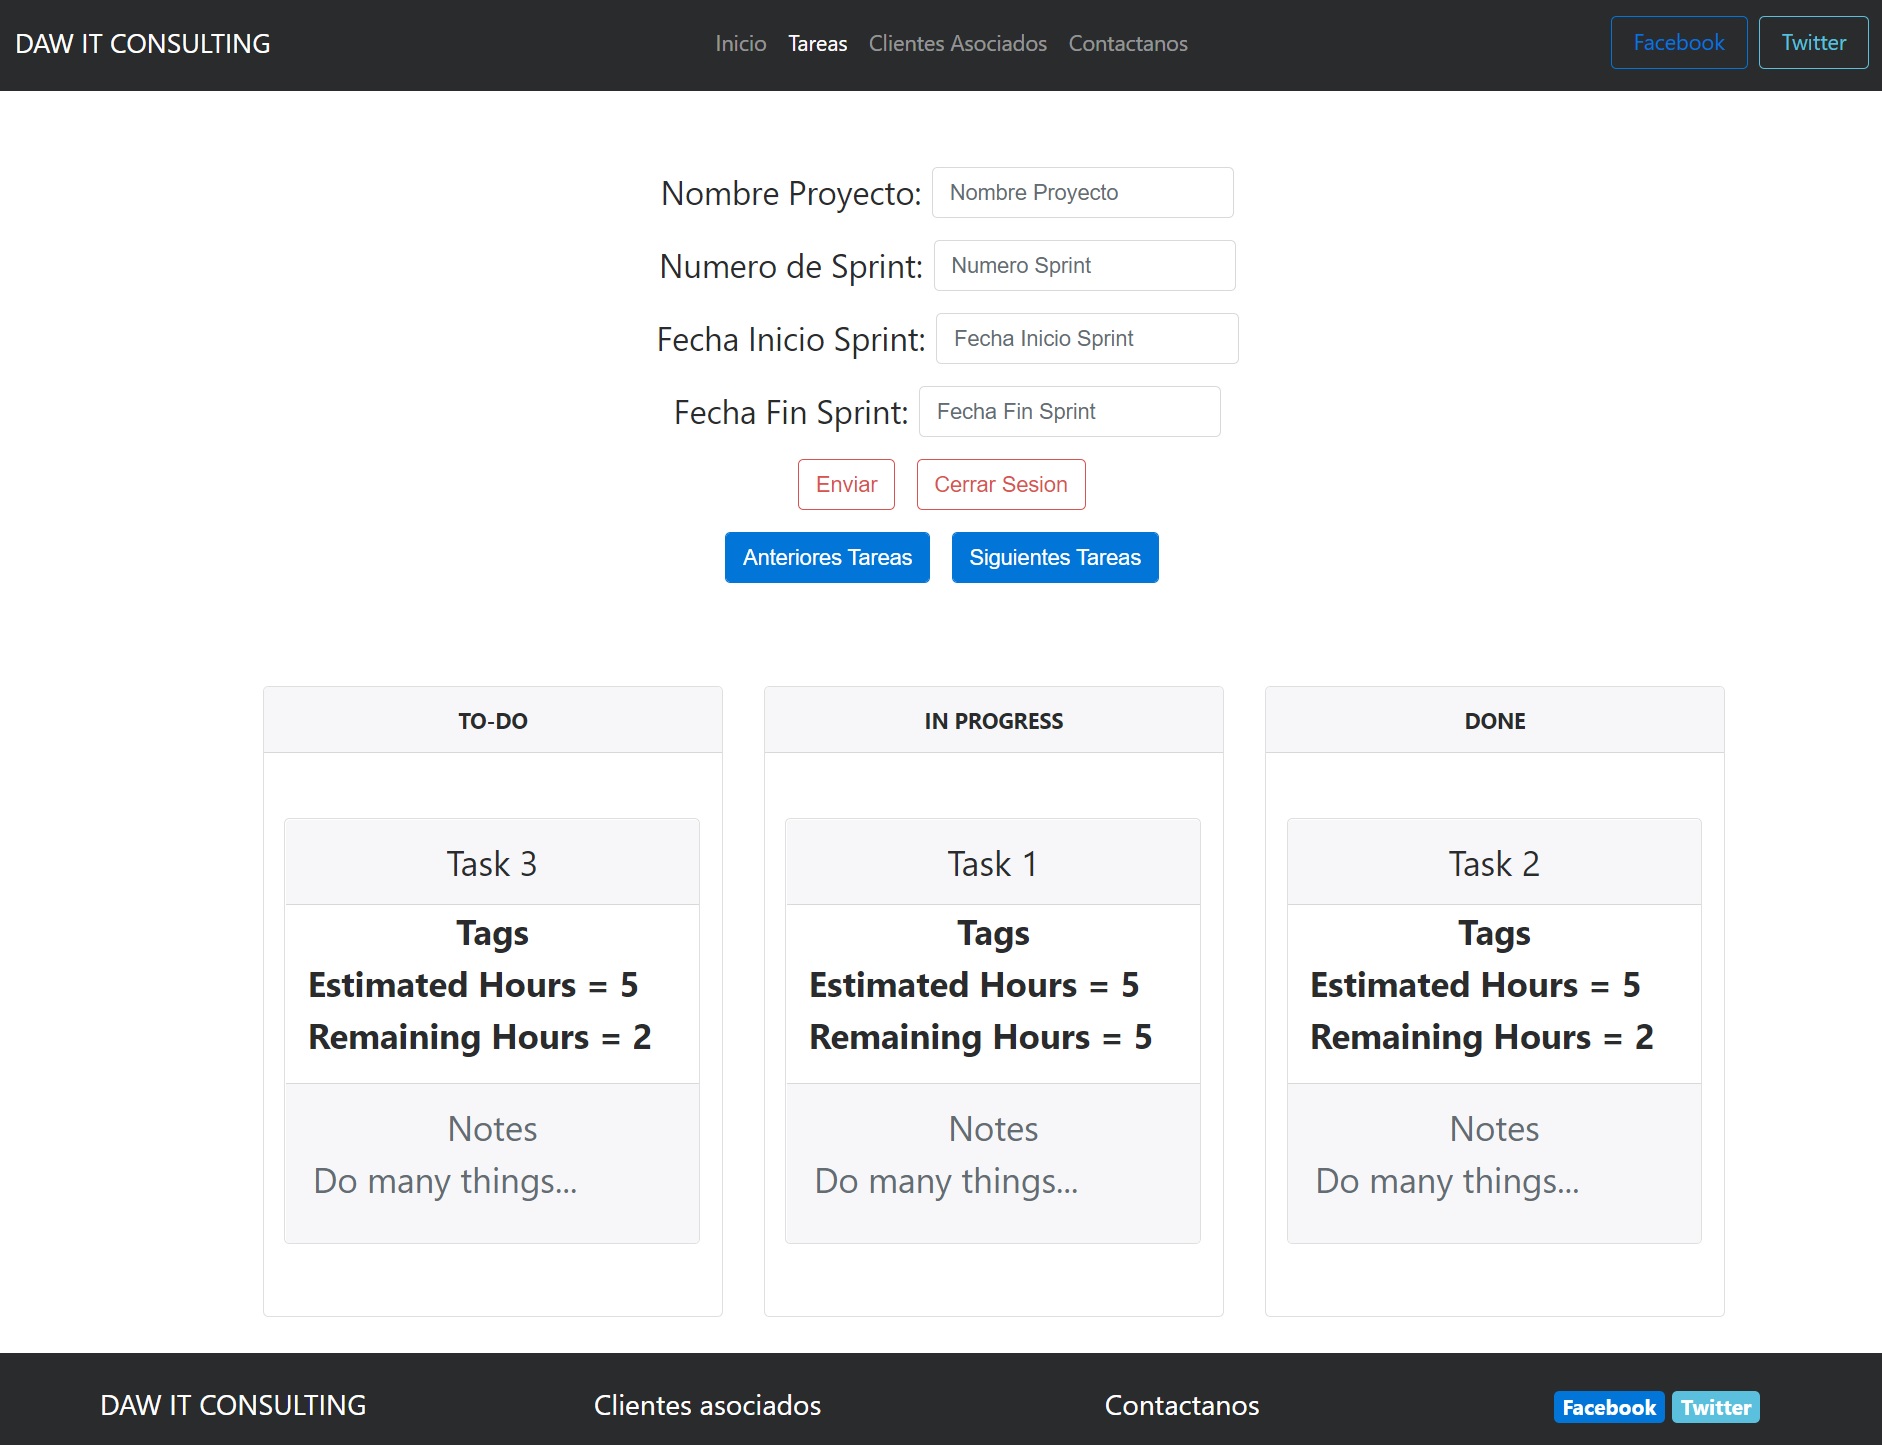 DAW IT CONSULTING Inicio Tareas Clientes Asociados Contactanos Facebook Twitter
Nombre Proyecto: Nombre Proyecto
Numero de Sprint: Numero Sprint
Fecha Inicio Sprint: Fecha Inicio Sprint
Fecha Fin Sprint: Fecha Fin Sprint
Enviar Cerrar Sesion
Anteriores Tareas Siguientes Tareas
TO-DO
Task 3
Tags
Estimated Hours = 5
Remaining Hours = 2
Notes
Do many things...
IN PROGRESS
Task 1
Tags
Estimated Hours = 5
Remaining Hours = 5
Notes
Do many things...
DONE
Task 2
Tags
Estimated Hours = 5
Remaining Hours = 2
Notes
Do many things...
DAW IT CONSULTING Clientes asociados Contactanos Facebook Twitter